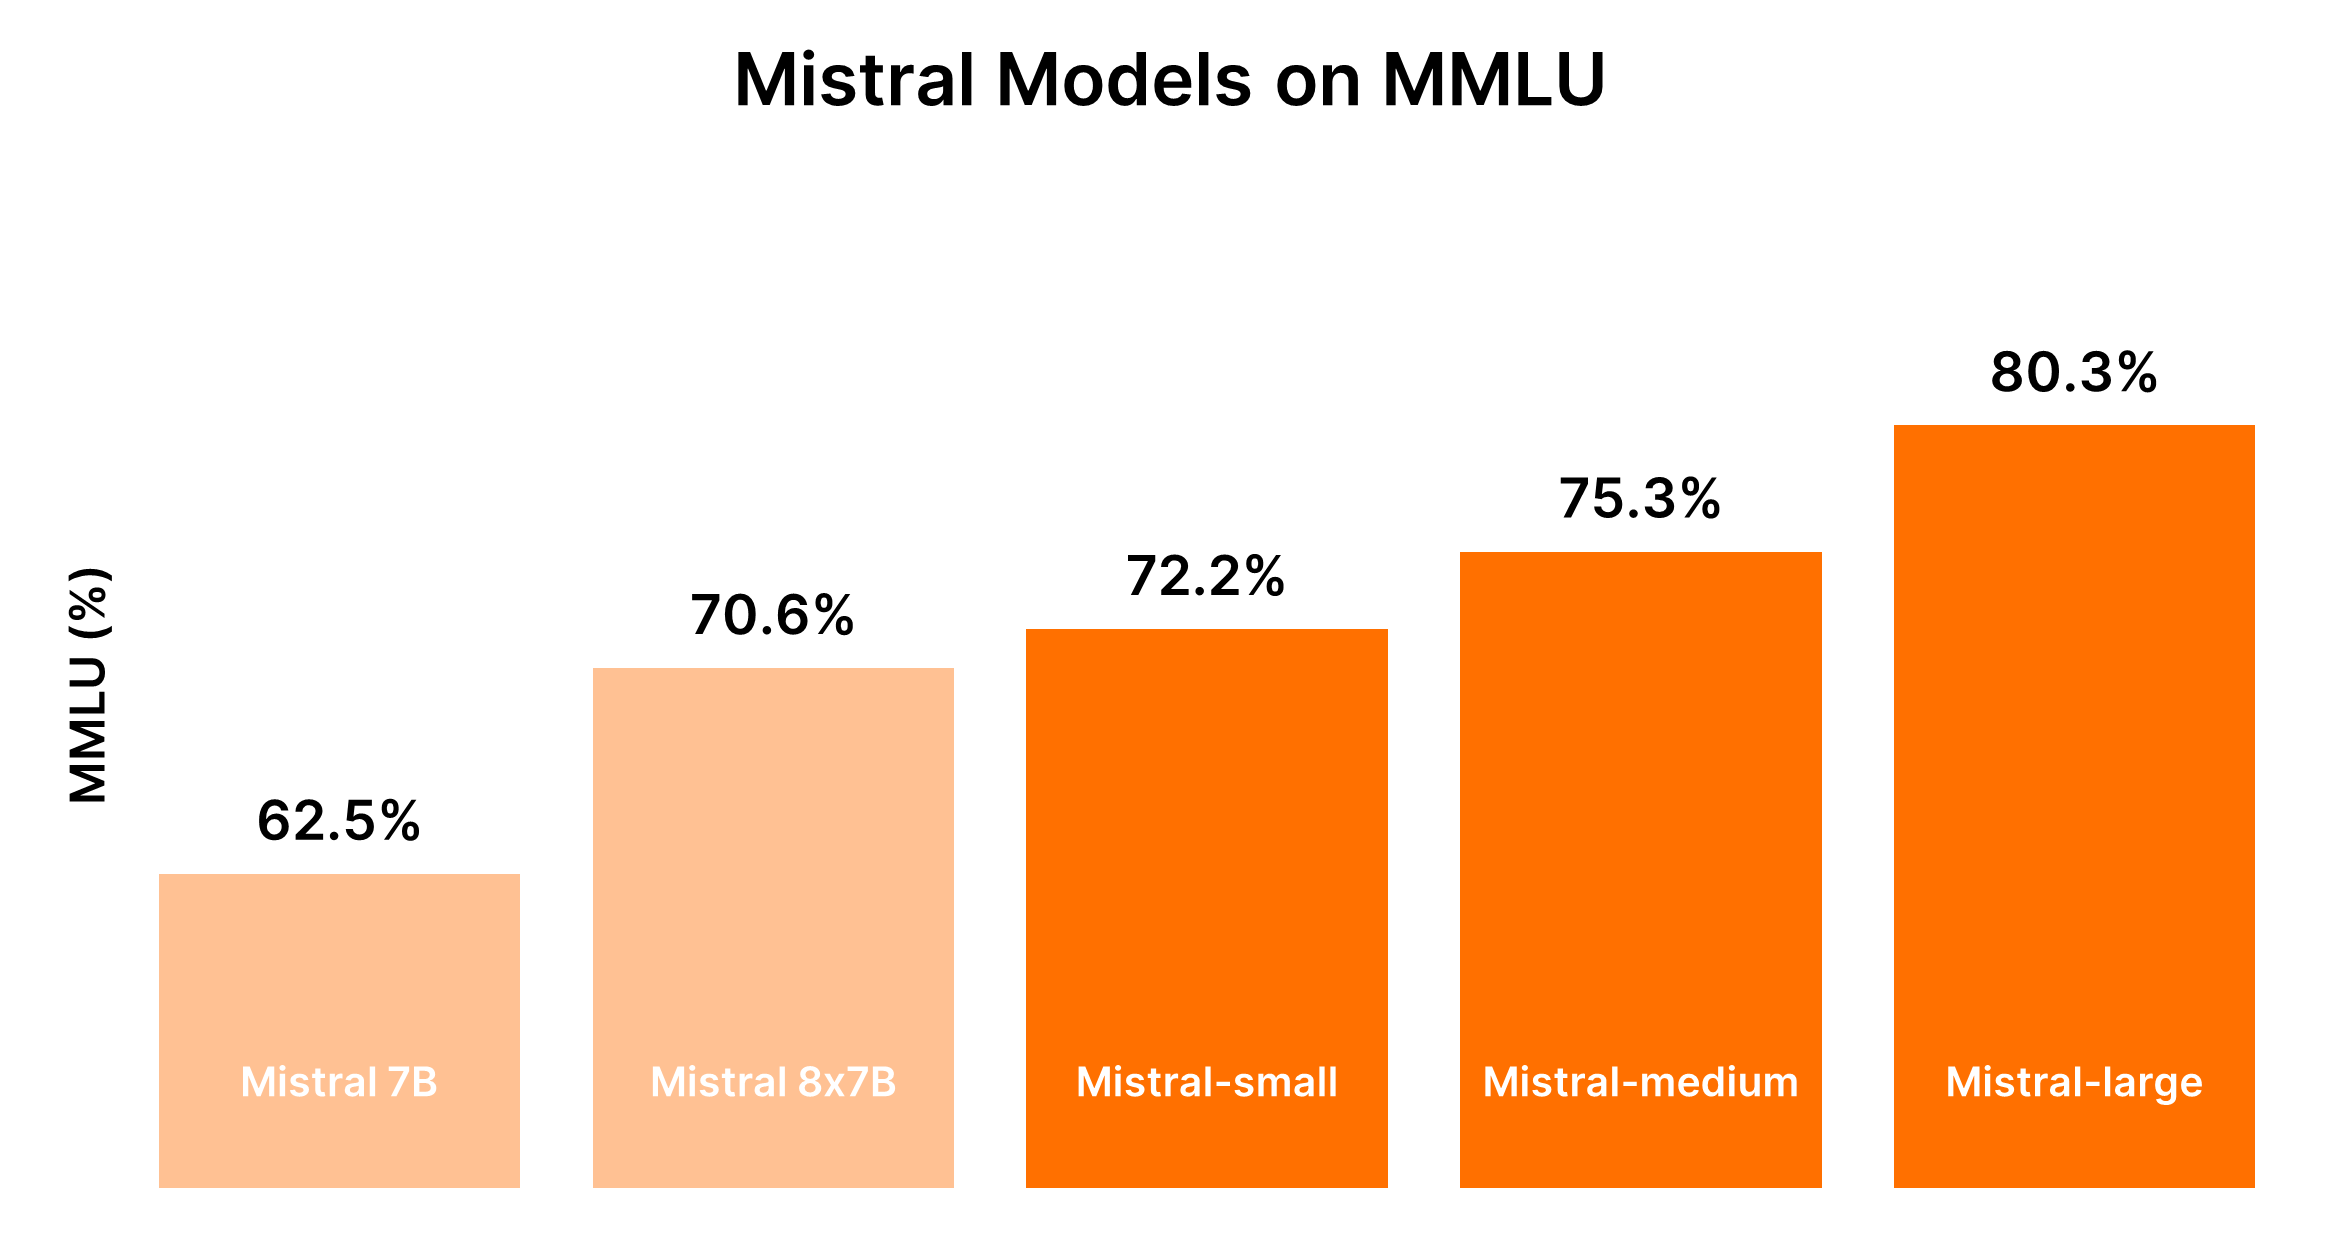 Mistral Models on MMLU
MMLU (%)
62.5%
70.6%
72.2%
75.3%
80.3%
Mistral 7B
Mistral 8x7B
Mistral-small
Mistral-medium
Mistral-large